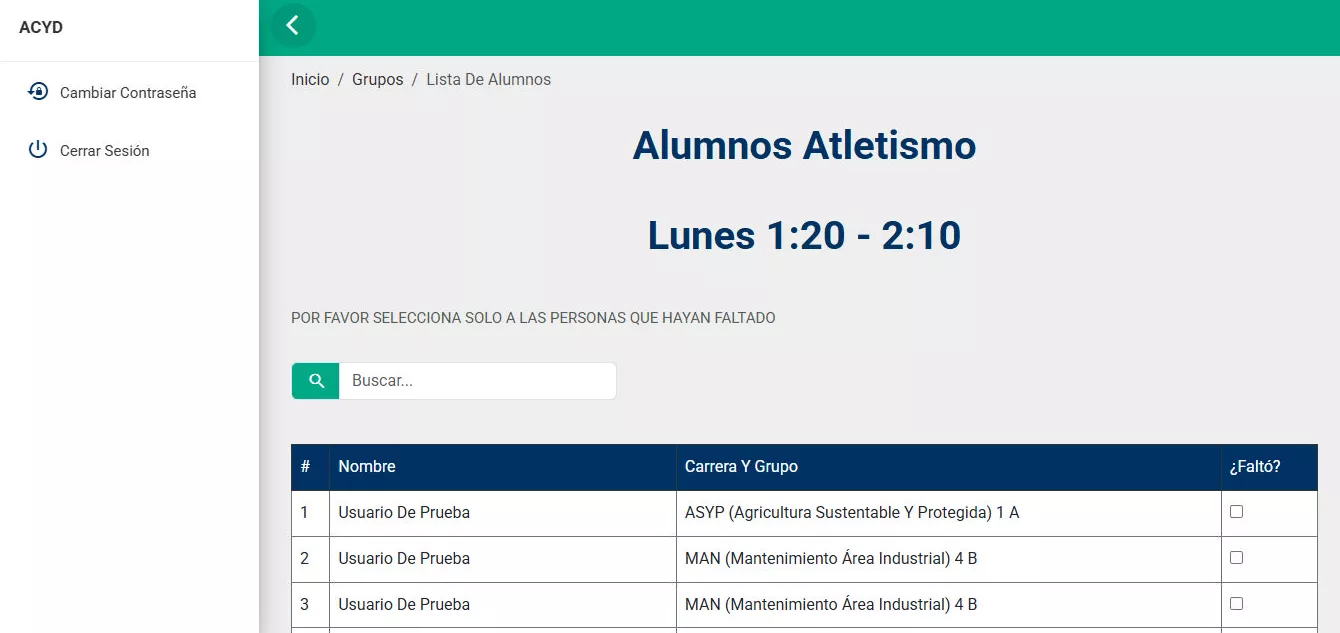 ACYD
Cambiar Contraseña
Cerrar Sesión
Inicio / Grupos / Lista De Alumnos
Alumnos Atletismo
Lunes 1:20 - 2:10
POR FAVOR SELECCIONA SOLO A LAS PERSONAS QUE HAYAN FALTADO
Buscar...
# Nombre Carrera Y Grupo ¿Faltó?
1 Usuario De Prueba ASYP (Agricultura Sustentable Y Protegida) 1 A
2 Usuario De Prueba MAN (Mantenimiento Área Industrial) 4 B
3 Usuario De Prueba MAN (Mantenimiento Área Industrial) 4 B